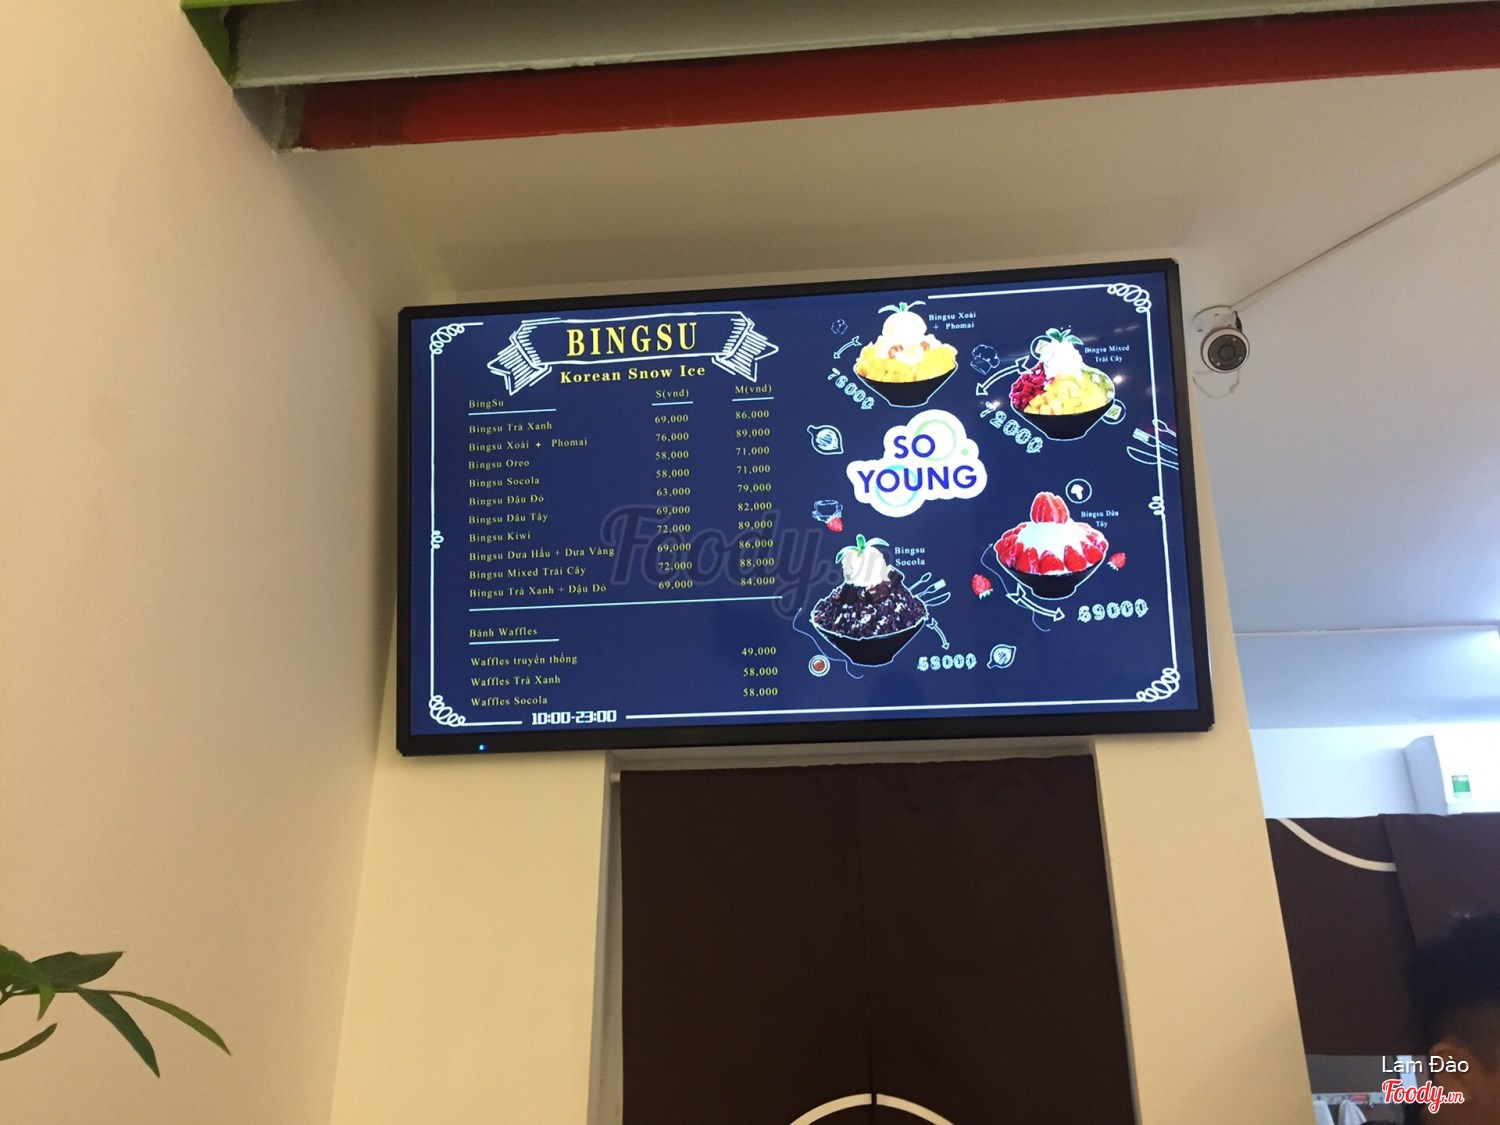 BINGSU
Korean Snow Ice
BingSu S(vnd) M(vnd)
Bingsu Trà Xanh 69,000 86,000
Bingsu Xoài + Phomai 76,000 89,000
Bingsu Oreo 58,000 71,000
Bingsu Socola 58,000 71,000
Bingsu Đậu Đỏ 63,000 79,000
Bingsu Dâu Tây 69,000 82,000
Bingsu Kiwi 72,000 89,000
Bingsu Dưa Hấu + Dưa Vàng 69,000 86,000
Bingsu Mixed Trái Cây 72,000 88,000
Bingsu Trà Xanh + Đậu Đỏ 69,000 84,000
Bánh Waffles
Waffles truyền thống 49,000
Waffles Trà Xanh 58,000
Waffles Socola 58,000
10:00-23:00
Bingsu Xoài
+ Phomai
76000
Bingsu Mixed
Trái Cây
72000
SO
YOUNG
Bingsu Dâu
Tây
69000
Bingsu
Socola
58000
Foody.vn
Lam Đào
Foody.vn